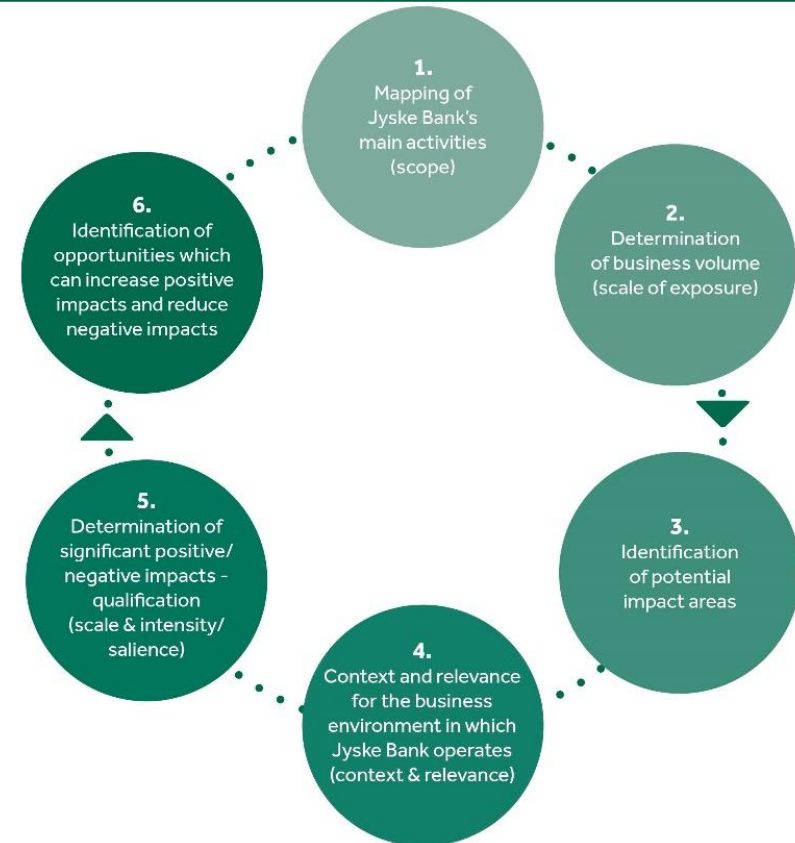 1.
Mapping of
Jyske Bank's
main activities
(scope)
2.
Determination
of business volume
(scale of exposure)
3.
Identification
of potential
impact areas
4.
Context and relevance
for the business
environment in which
Jyske Bank operates
(context & relevance)
5.
Determination of
significant positive/
negative impacts -
qualification
(scale & intensity/
salience)
6.
Identification of
opportunities which
can increase positive
impacts and reduce
negative impacts